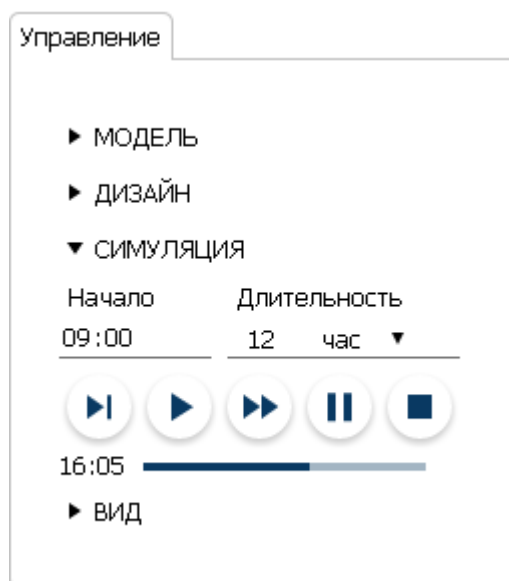 Управление
МОДЕЛЬ
ДИЗАЙН
СИМУЛЯЦИЯ
Начало Длительность
09:00 12 час
16:05
ВИД